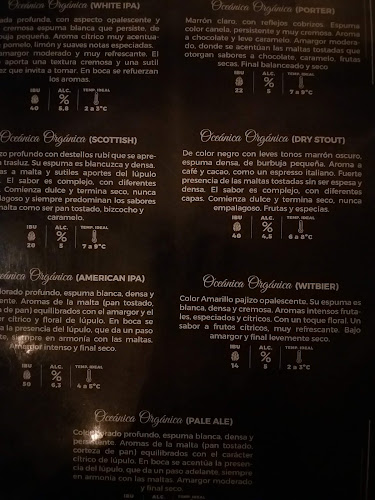 Oceánica Orgánica (WHITE IPA)
profunda, con aspecto opalescente y
cremosa espuma blanca que persiste, de
burbuja pequeña. Aroma cítrico muy acentua-
pomelo, limón y suaves notas especiadas.
amargor moderado y muy refrescante. El
aporta una textura cremosa y una sutil
que invita a tomar. En boca se refuerzan
los aromas.
IBU ALC. TEMP. IDEAL
%
40 5,5 2 a 3°C
Oceánica Orgánica (PORTER)
Marrón claro, con reflejos cobrizos. Espuma
color canela, persistente y muy cremosa. Aroma
a chocolate y leve caramelo. Amargor modera-
do, donde se acentúan las maltas tostadas que
otorgan sabores a chocolate, caramelo, frutas
secas. Final balanceado y seco
IBU ALC. TEMP. IDEAL
%
22 5 7 a 9°C
Oceánica Orgánica (SCOTTISH)
profundo con destellos rubí que se apre-
trasluz. Su espuma es blancuzca y densa.
a malta y sutiles aportes del lúpulo
El sabor es complejo, con diferentes
Comienza dulce y termina seco, nunca
y siempre predominan los sabores
malta como ser pan tostado, bizcocho y
caramelo.
IBU ALC. TEMP. IDEAL
%
20 5 7 a 9°C
Oceánica Orgánica (DRY STOUT)
De color negro con leves tonos marrón oscuro,
espuma densa, de burbuja pequeña. Aroma a
café y cacao, como un espresso italiano. Fuerte
presencia de las maltas tostadas sin ser espesa y
densa. El sabor es complejo, con diferentes
capas. Comienza dulce y termina seco, nunca
empalagoso. Frutas y especias.
IBU ALC. TEMP. IDEAL
%
40 4,5 6 a 8°C
Oceánica Orgánica (AMERICAN IPA)
profundo, espuma blanca, densa y
Aromas de la malta (pan tostado,
de pan) equilibrados con el amargor y el
cítrico y floral de lúpulo. En boca se
la presencia del lúpulo, que da un paso
siempre en armonía con las maltas.
Amargor intenso y final seco.
IBU ALC. TEMP. IDEAL
%
50 6,3 4 a 5°C
Oceánica Orgánica (WITBIER)
Color Amarillo pajizo opalescente. Su espuma es
blanca, densa y cremosa. Aromas intensos fruta-
les, especiados y cítricos. Con un toque floral. Un
sabor a frutos cítricos, muy refrescante. Bajo
amargor y final levemente seco.
IBU ALC. TEMP. IDEAL
%
14 5 2 a 3°C
Oceánica Orgánica (PALE ALE)
Color dorado profundo, espuma blanca, densa y
persistente. Aromas de la malta (pan tostado,
corteza de pan) equilibrados con el carácter
cítrico de lúpulo. En boca se acentúa la presen-
cia del lúpulo, que da un paso adelante, siempre
en armonía con las maltas. Amargor moderado
y final seco
IBU ALC. TEMP. IDEAL